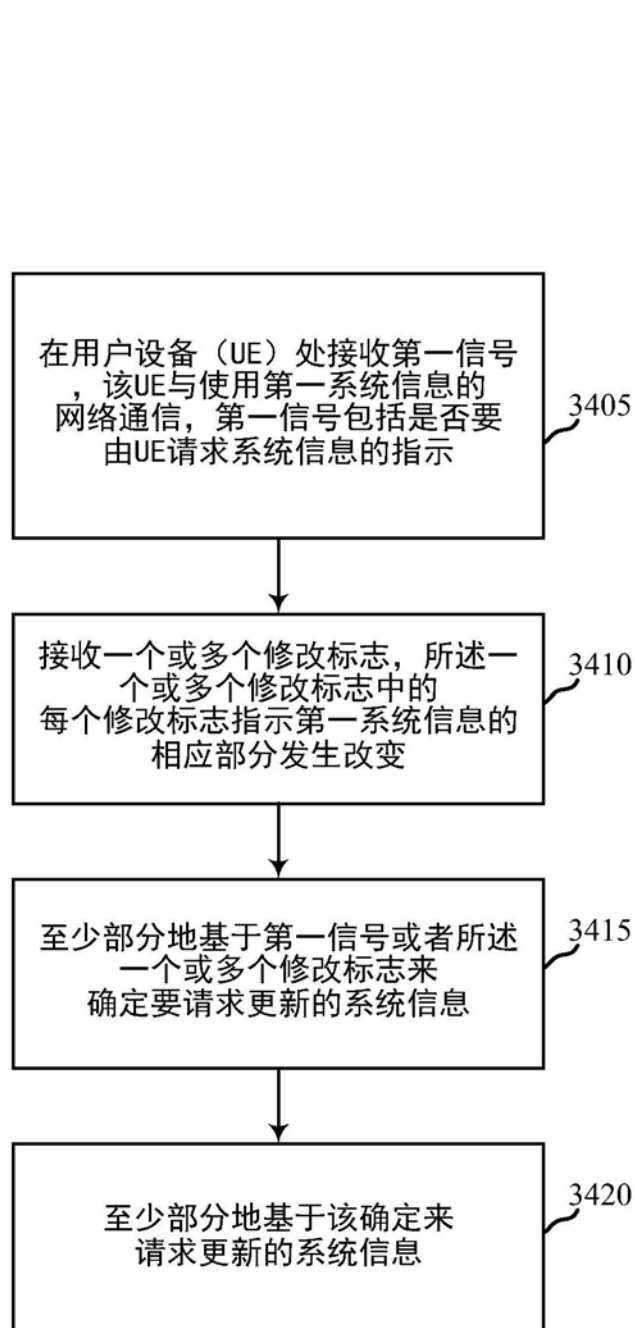 在用户设备（UE）处接收第一信号
，该UE与使用第一系统信息的
网络通信，第一信号包括是否要
由UE请求系统信息的指示
3405
接收一个或多个修改标志，所述一
个或多个修改标志中的
每个修改标志指示第一系统信息的
相应部分发生改变
3410
至少部分地基于第一信号或者所述
一个或多个修改标志来
确定要请求更新的系统信息
3415
至少部分地基于该确定来
请求更新的系统信息
3420